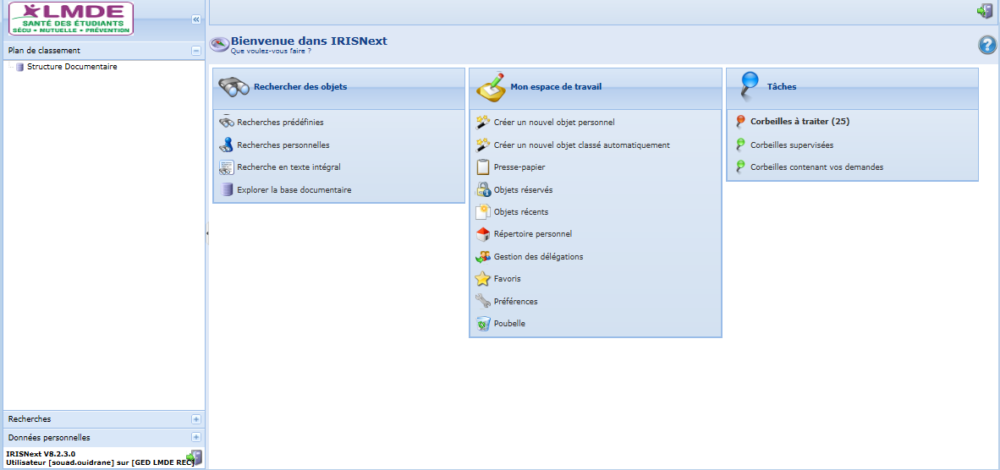 LMDE
SANTÉ DES ÉTUDIANTS
SÉCU • MUTUELLE • PRÉVENTION
Plan de classement
Structure Documentaire
Recherches
Données personnelles
IRISNext V8.2.3.0
Utilisateur [souad.ouidrane] sur [GED LMDE REC]
Bienvenue dans IRISNext
Que voulez-vous faire ?
Rechercher des objets
Recherches prédéfinies
Recherches personnelles
Recherche en texte intégral
Explorer la base documentaire
Mon espace de travail
Créer un nouvel objet personnel
Créer un nouvel objet classé automatiquement
Presse-papier
Objets réservés
Objets récents
Répertoire personnel
Gestion des délégations
Favoris
Préférences
Poubelle
Tâches
Corbeilles à traiter (25)
Corbeilles supervisées
Corbeilles contenant vos demandes